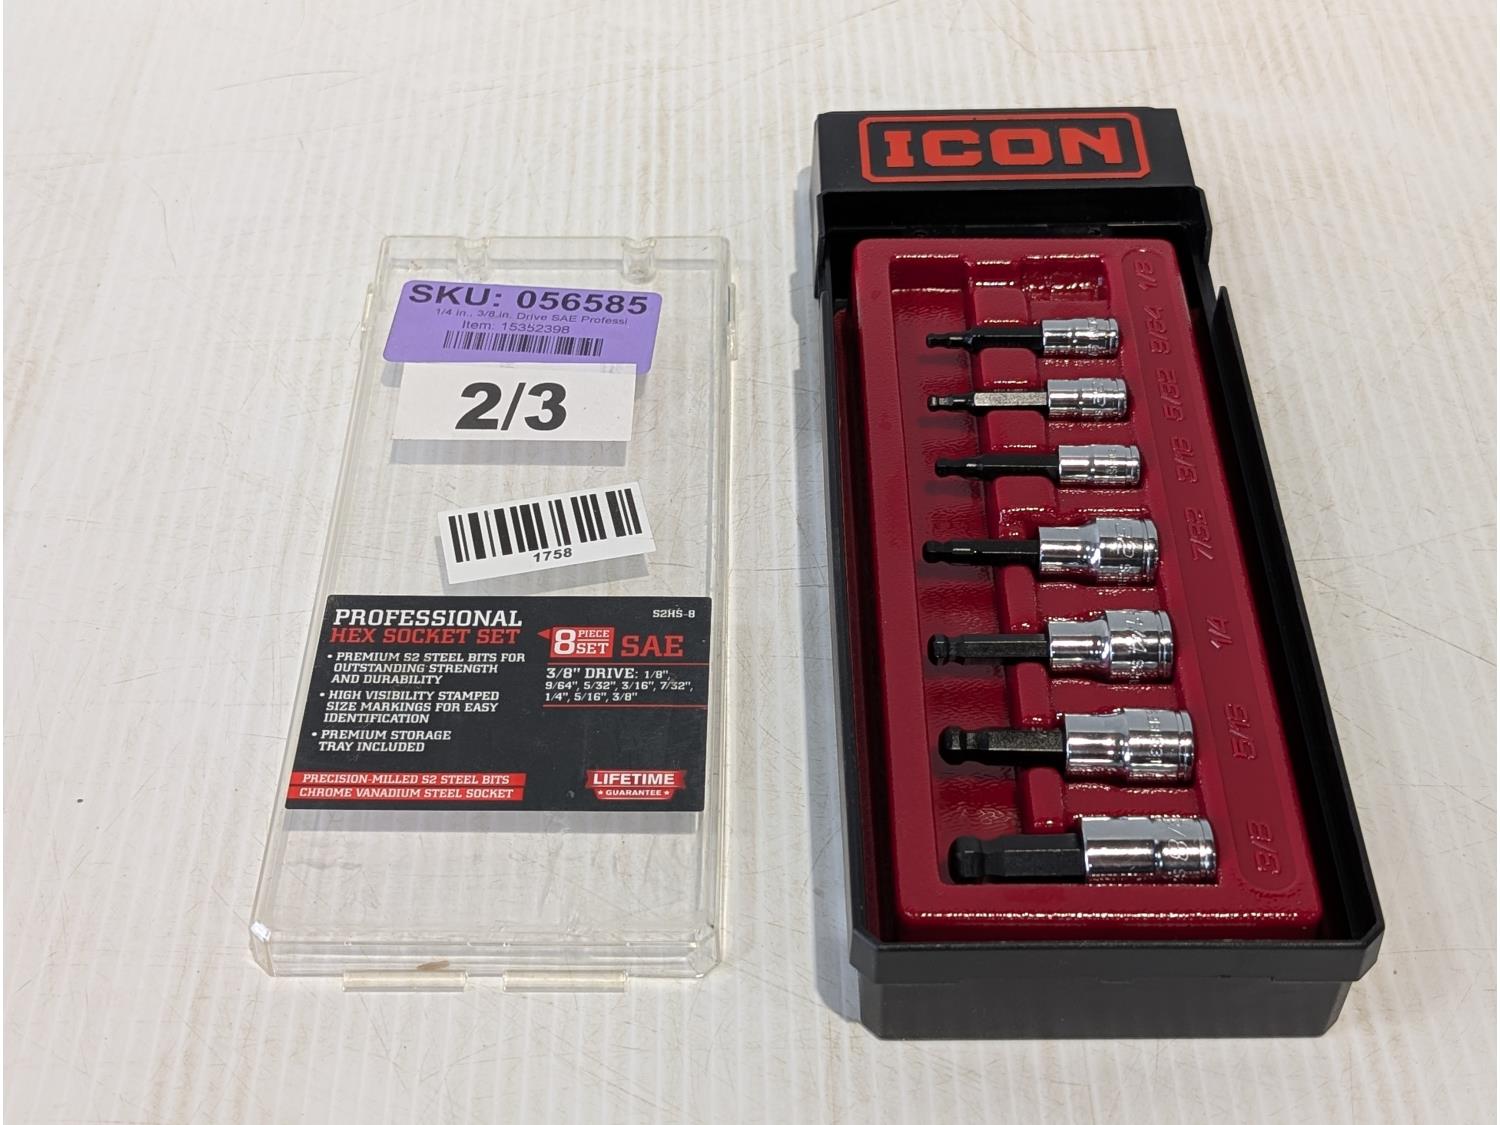 ICON
SKU: 056585
1/4 in., 3/8 in. Drive SAE Professi
Item: 15352398
2/3
1758
PROFESSIONAL
HEX SOCKET SET
• PREMIUM S2 STEEL BITS FOR
OUTSTANDING STRENGTH
AND DURABILITY
• HIGH VISIBILITY STAMPED
SIZE MARKINGS FOR EASY
IDENTIFICATION
• PREMIUM STORAGE
TRAY INCLUDED
PRECISION-MILLED S2 STEEL BITS
CHROME VANADIUM STEEL SOCKET
S2HS-8
8 PIECE
SET
SAE
3/8" DRIVE: 1/8",
9/64", 5/32", 3/16", 7/32",
1/4", 5/16", 3/8"
LIFETIME
★ GUARANTEE ★
1/8
9/64
5/32
3/16
7/32
1/4
5/16
3/8